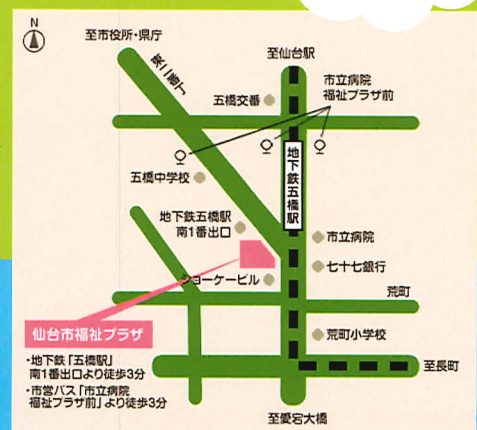 N
至市役所・県庁
東二番丁
至仙台駅
市立病院
福祉プラザ前
五橋交番
地下鉄五橋駅
五橋中学校
地下鉄五橋駅
南1番出口
市立病院
七十七銀行
ショーケービル
荒町
仙台市福祉プラザ
荒町小学校
・地下鉄「五橋駅」
南1番出口より徒歩3分
・市営バス「市立病院
福祉プラザ前」より徒歩3分
至長町
至愛宕大橋